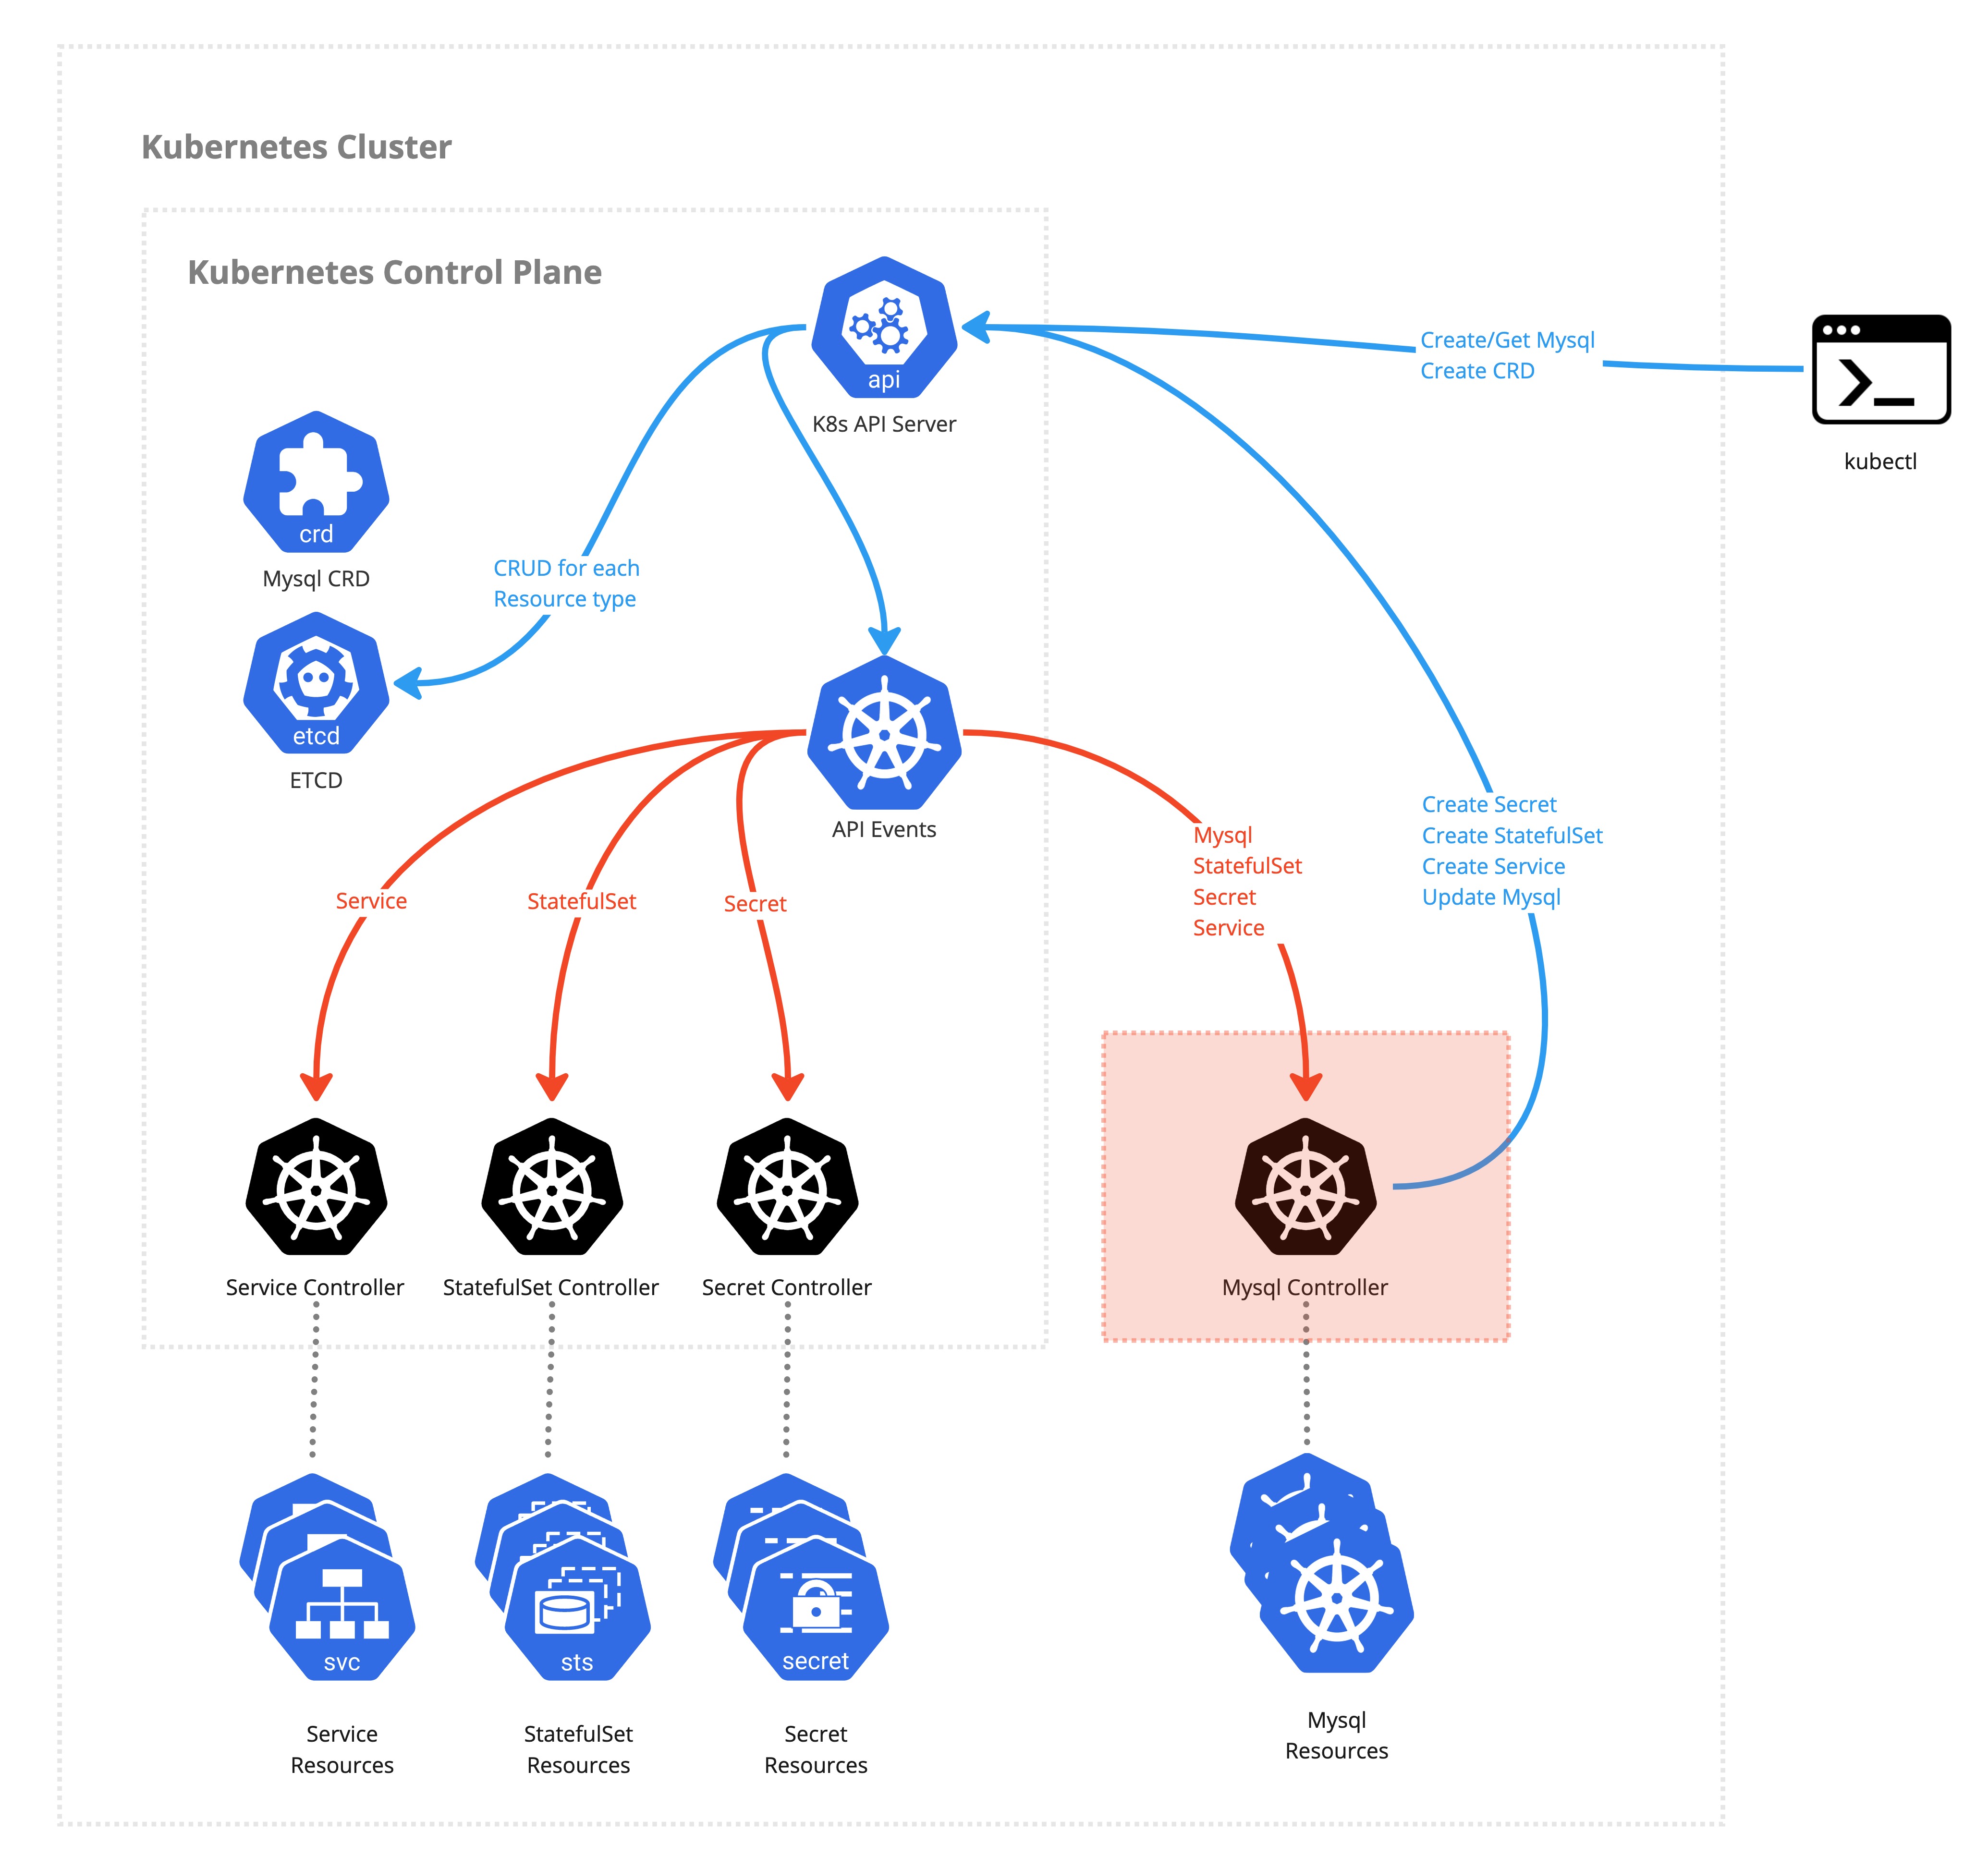 Kubernetes Cluster
Kubernetes Control Plane
api
K8s API Server
Create/Get Mysql
Create CRD
kubectl
crd
Mysql CRD
CRUD for each
Resource type
etcd
ETCD
API Events
Service
StatefulSet
Secret
Mysql
StatefulSet
Secret
Service
Create Secret
Create StatefulSet
Create Service
Update Mysql
Service Controller
StatefulSet Controller
Secret Controller
Mysql Controller
svc
sts
secret
Service
Resources
StatefulSet
Resources
Secret
Resources
Mysql
Resources